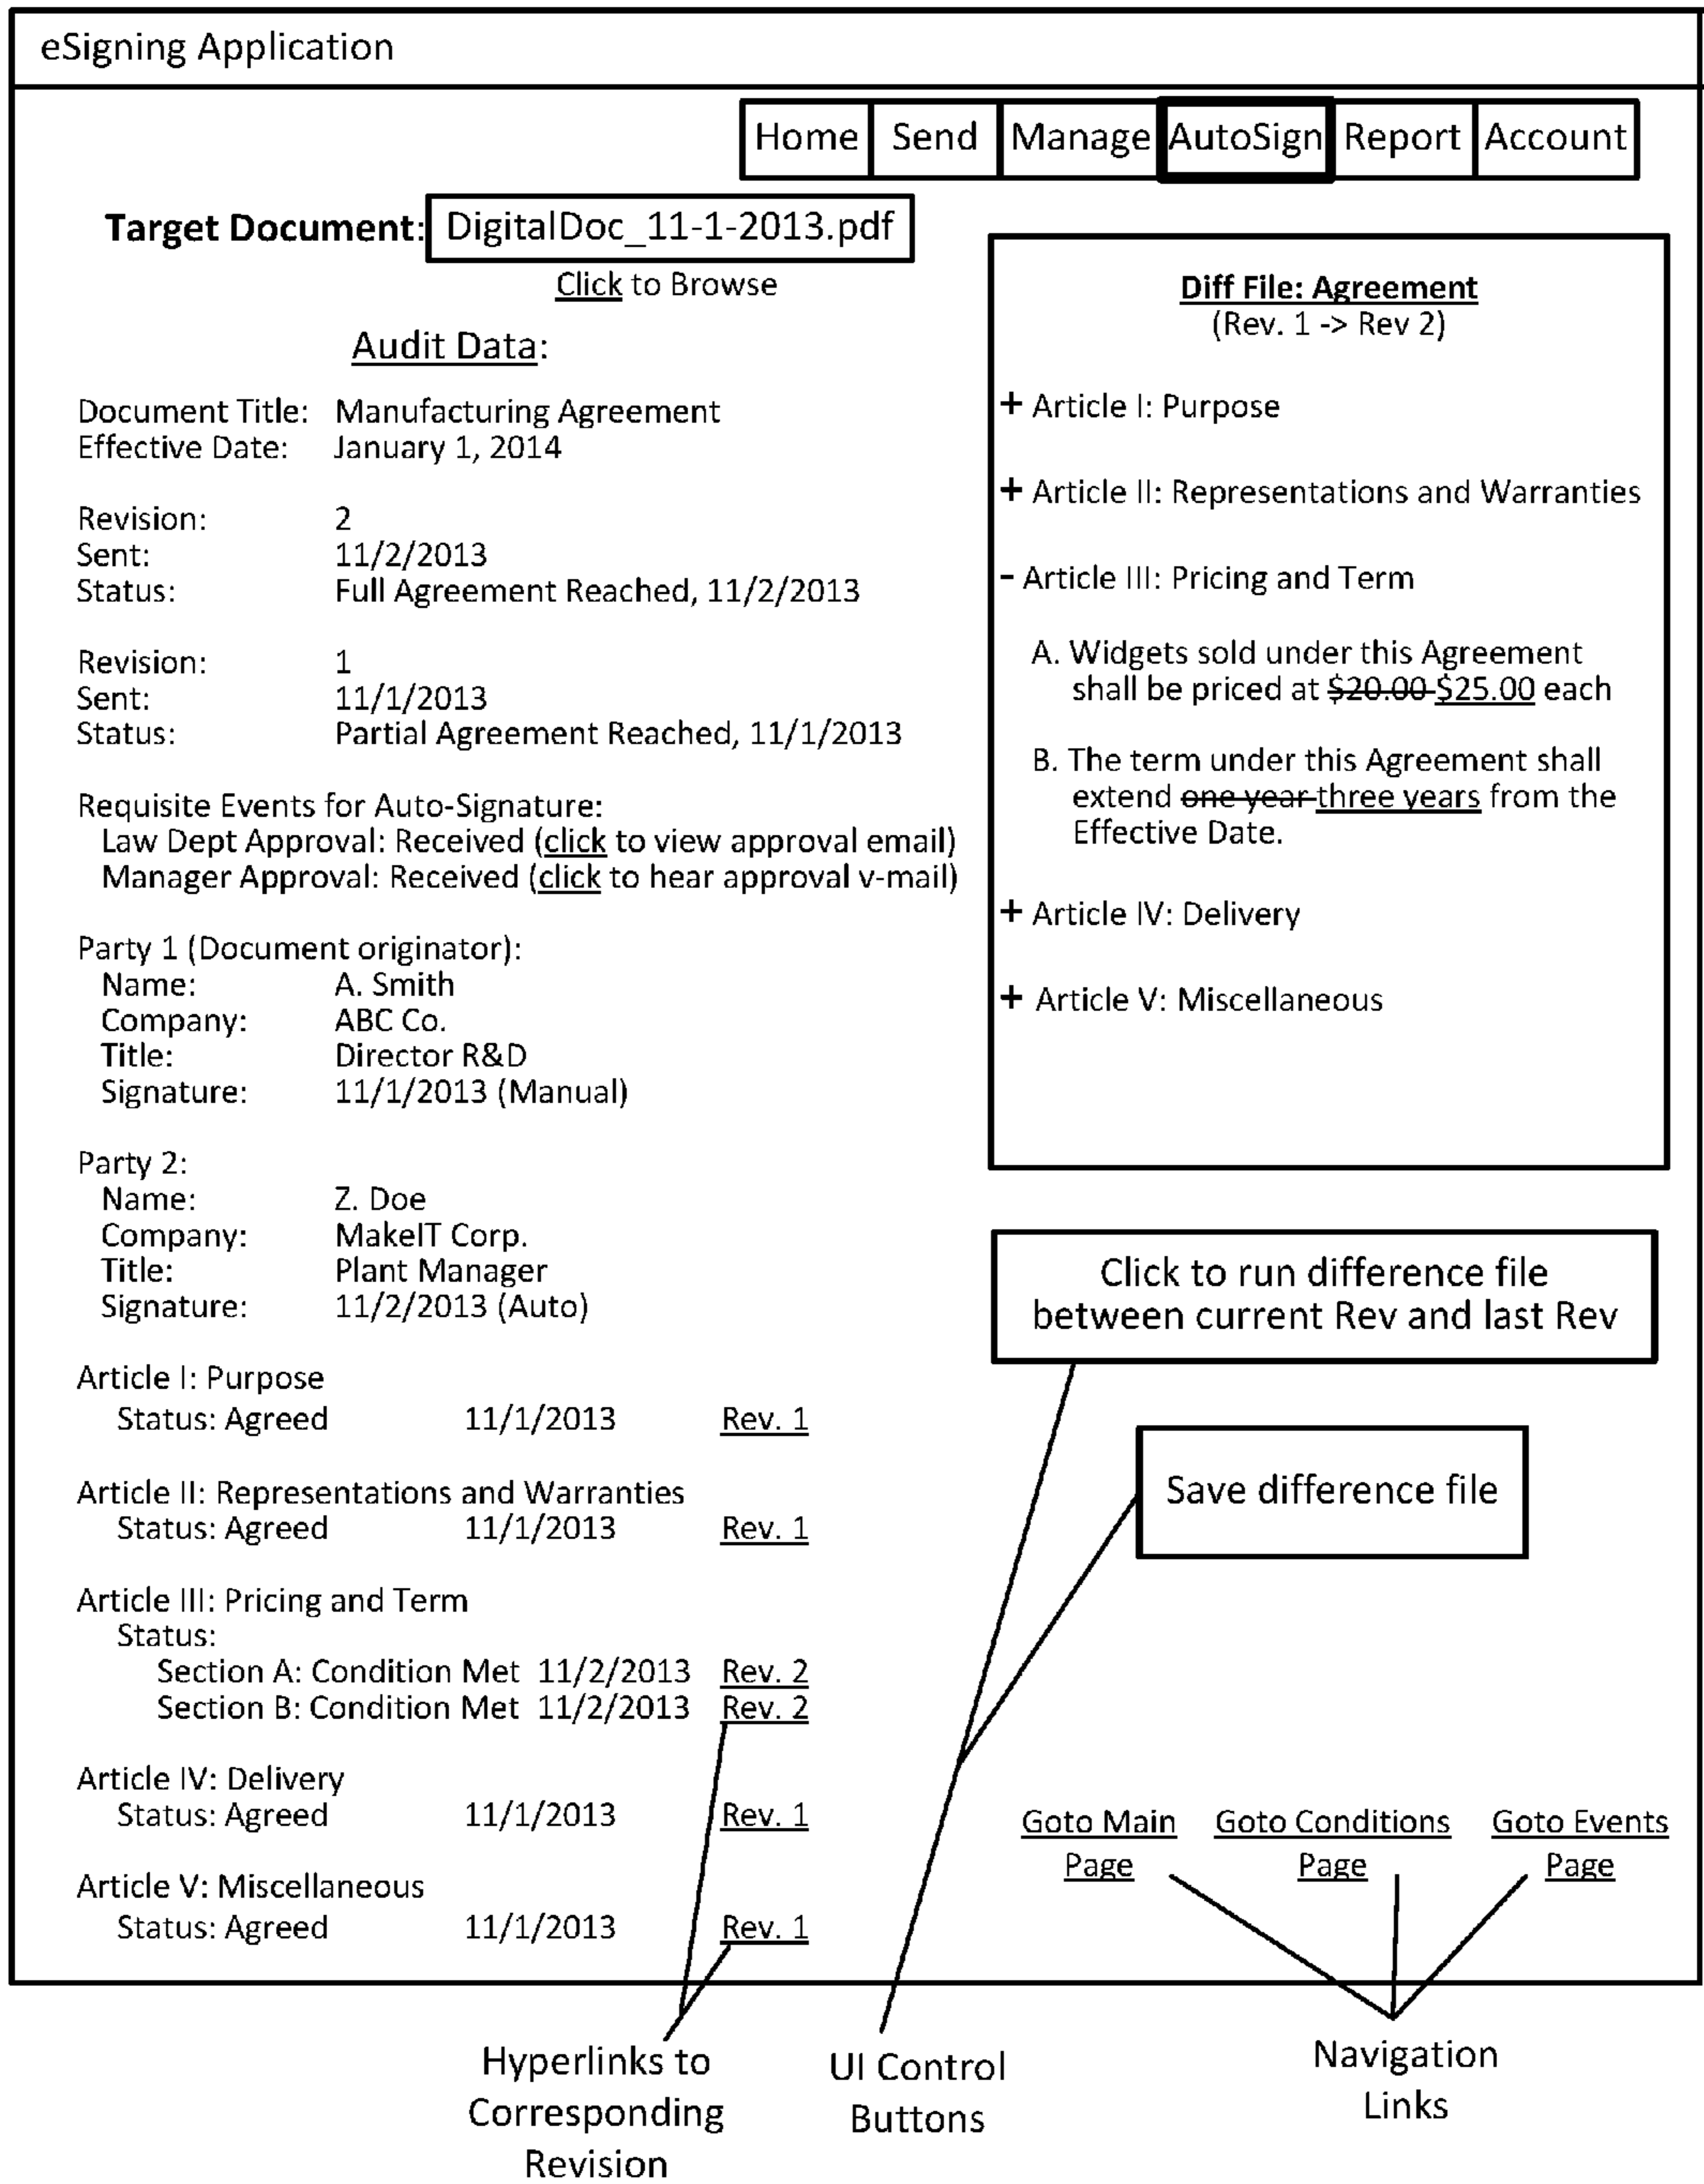 eSigning Application
Home Send Manage AutoSign Report Account
Target Document: DigitalDoc_11-1-2013.pdf
Click to Browse
Audit Data:
Document Title: Manufacturing Agreement
Effective Date: January 1, 2014
Revision: 2
Sent: 11/2/2013
Status: Full Agreement Reached, 11/2/2013
Revision: 1
Sent: 11/1/2013
Status: Partial Agreement Reached, 11/1/2013
Requisite Events for Auto-Signature:
Law Dept Approval: Received (click to view approval email)
Manager Approval: Received (click to hear approval v-mail)
Party 1 (Document originator):
Name: A. Smith
Company: ABC Co.
Title: Director R&D
Signature: 11/1/2013 (Manual)
Party 2:
Name: Z. Doe
Company: MakeIT Corp.
Title: Plant Manager
Signature: 11/2/2013 (Auto)
Article I: Purpose
Status: Agreed 11/1/2013 Rev. 1
Article II: Representations and Warranties
Status: Agreed 11/1/2013 Rev. 1
Article III: Pricing and Term
Status:
Section A: Condition Met 11/2/2013 Rev. 2
Section B: Condition Met 11/2/2013 Rev. 2
Article IV: Delivery
Status: Agreed 11/1/2013 Rev. 1
Article V: Miscellaneous
Status: Agreed 11/1/2013 Rev. 1
Diff File: Agreement
(Rev. 1 -> Rev 2)
+ Article I: Purpose
+ Article II: Representations and Warranties
- Article III: Pricing and Term
A. Widgets sold under this Agreement
shall be priced at $20.00 $25.00 each
B. The term under this Agreement shall
extend one year three years from the
Effective Date.
+ Article IV: Delivery
+ Article V: Miscellaneous
Click to run difference file
between current Rev and last Rev
Save difference file
Goto Main
Page
Goto Conditions
Page
Goto Events
Page
Hyperlinks to
Corresponding
Revision
UI Control
Buttons
Navigation
Links